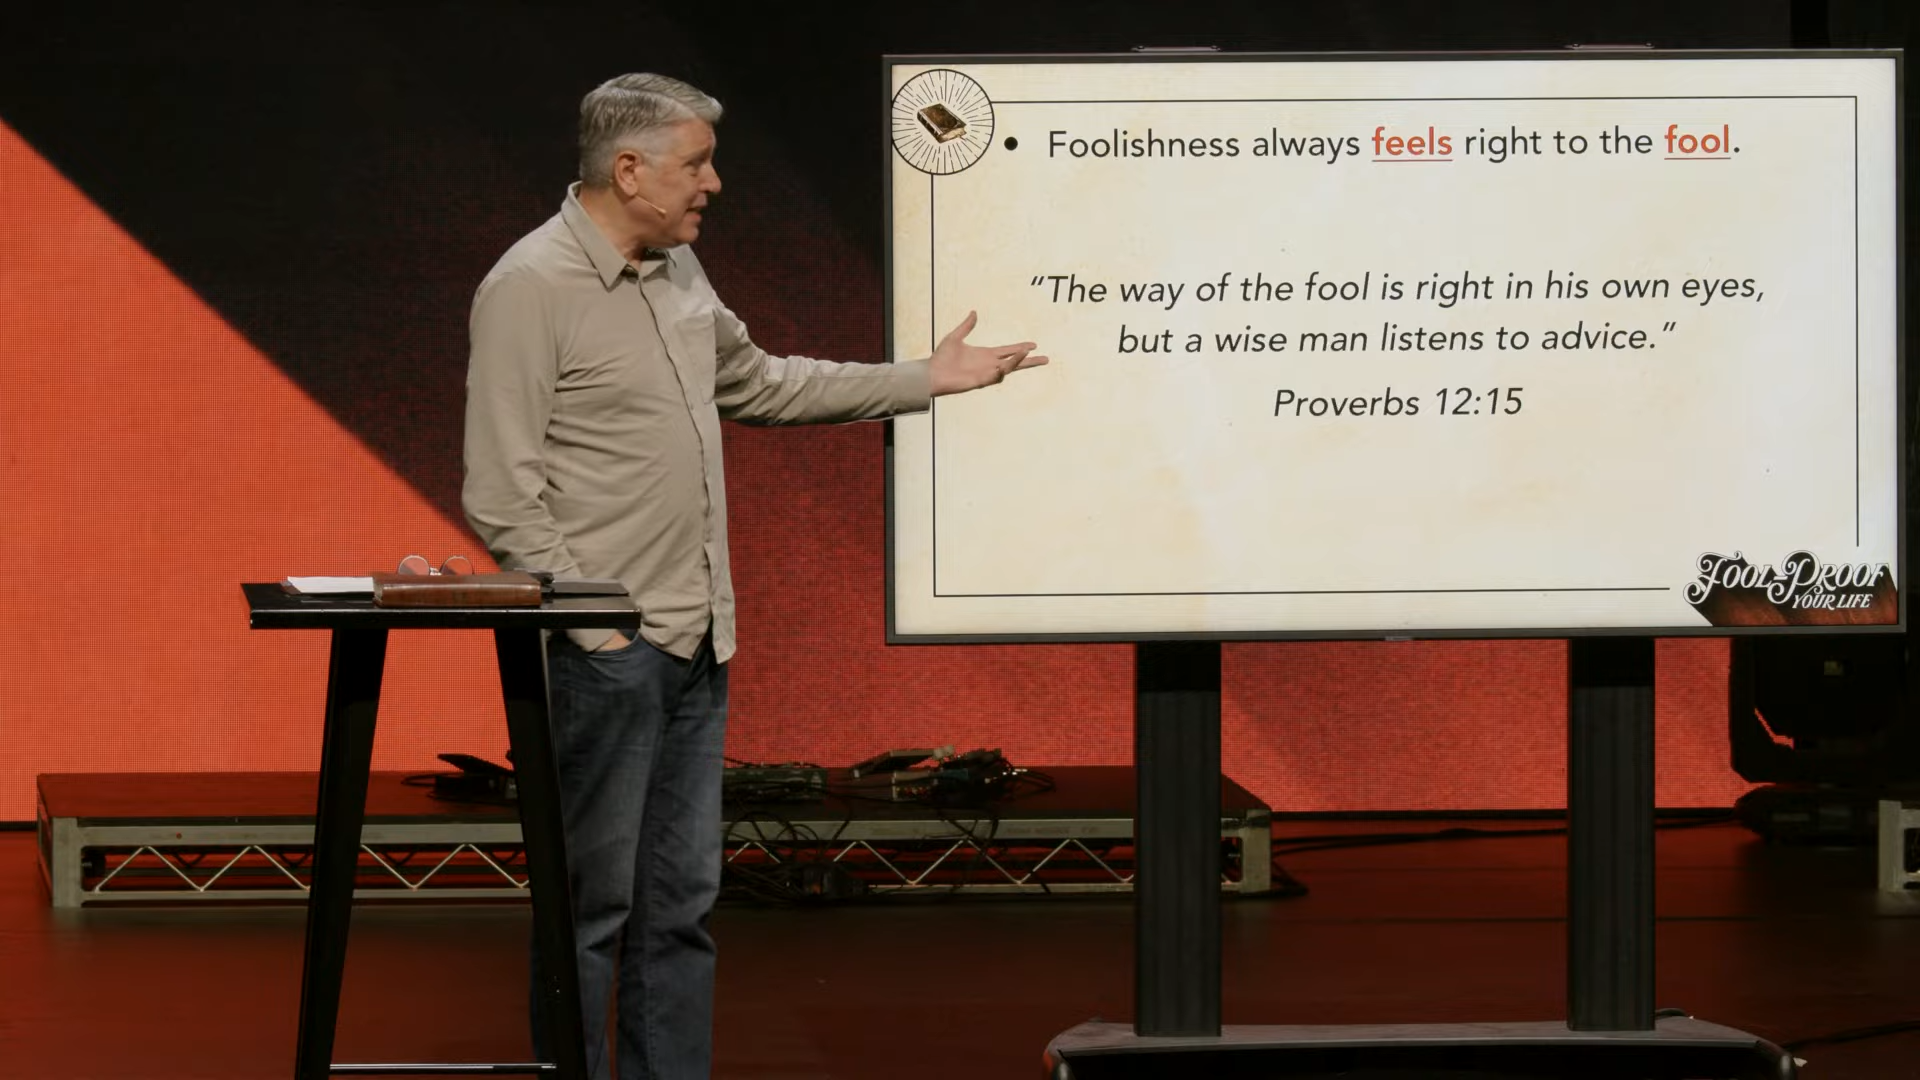 • Foolishness always feels right to the fool.
“The way of the fool is right in his own eyes,
but a wise man listens to advice.”
Proverbs 12:15
FOOL-PROOF
YOUR LIFE